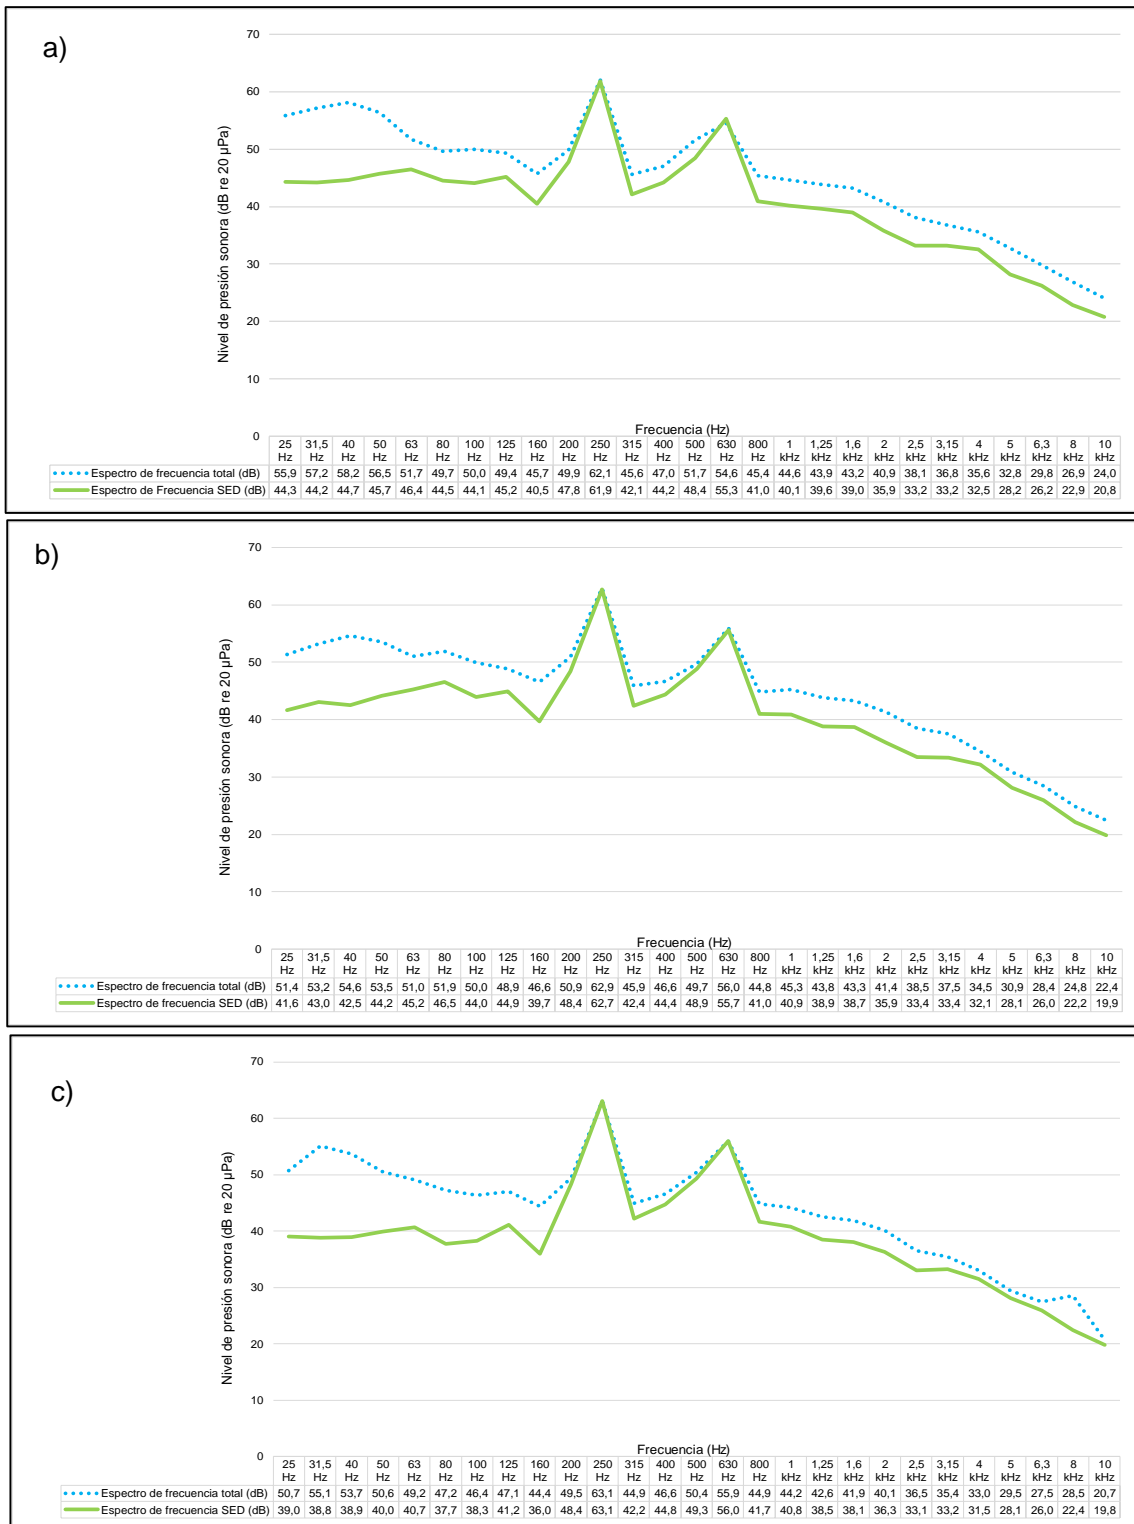 a)
Nivel de presión sonora (dB re 20 µPa)
70
60
50
40
30
20
10
0
Frecuencia (Hz)
25 Hz 31,5 Hz 40 Hz 50 Hz 63 Hz 80 Hz 100 Hz 125 Hz 160 Hz 200 Hz 250 Hz 315 Hz 400 Hz 500 Hz 630 Hz 800 Hz 1 kHz 1,25 kHz 1,6 kHz 2 kHz 2,5 kHz 3,15 kHz 4 kHz 5 kHz 6,3 kHz 8 kHz 10 kHz
Espectro de frecuencia total (dB) 55,9 57,2 58,2 56,5 51,7 49,7 50,0 49,4 45,7 49,9 62,1 45,6 47,0 51,7 54,6 45,4 44,6 43,9 43,2 40,9 38,1 36,8 35,6 32,8 29,8 26,9 24,0
Espectro de Frecuencia SED (dB) 44,3 44,2 44,7 45,7 46,4 44,5 44,1 45,2 40,5 47,8 61,9 42,1 44,2 48,4 55,3 41,0 40,1 39,6 39,0 35,9 33,2 33,2 32,5 28,2 26,2 22,9 20,8
b)
Nivel de presión sonora (dB re 20 µPa)
70
60
50
40
30
20
10
0
Frecuencia (Hz)
25 Hz 31,5 Hz 40 Hz 50 Hz 63 Hz 80 Hz 100 Hz 125 Hz 160 Hz 200 Hz 250 Hz 315 Hz 400 Hz 500 Hz 630 Hz 800 Hz 1 kHz 1,25 kHz 1,6 kHz 2 kHz 2,5 kHz 3,15 kHz 4 kHz 5 kHz 6,3 kHz 8 kHz 10 kHz
Espectro de frecuencia total (dB) 51,4 53,2 54,6 53,5 51,0 51,9 50,0 48,9 46,6 50,9 62,9 45,9 46,6 49,7 56,0 44,8 45,3 43,8 43,3 41,4 38,5 37,5 34,5 30,9 28,4 24,8 22,4
Espectro de frecuencia SED (dB) 41,6 43,0 42,5 44,2 45,2 46,5 44,0 44,9 39,7 48,4 62,7 42,4 44,4 48,9 55,7 41,0 40,9 38,9 38,7 35,9 33,4 33,4 32,1 28,1 26,0 22,2 19,9
c)
Nivel de presión sonora (dB re 20 µPa)
70
60
50
40
30
20
10
0
Frecuencia (Hz)
25 Hz 31,5 Hz 40 Hz 50 Hz 63 Hz 80 Hz 100 Hz 125 Hz 160 Hz 200 Hz 250 Hz 315 Hz 400 Hz 500 Hz 630 Hz 800 Hz 1 kHz 1,25 kHz 1,6 kHz 2 kHz 2,5 kHz 3,15 kHz 4 kHz 5 kHz 6,3 kHz 8 kHz 10 kHz
Espectro de frecuencia total (dB) 50,7 55,1 53,7 50,6 49,2 47,2 46,4 47,1 44,4 49,5 63,1 44,9 46,6 50,4 55,9 44,9 44,2 42,6 41,9 40,1 36,5 35,4 33,0 29,5 27,5 28,5 20,7
Espectro de frecuencia SED (dB) 39,0 38,8 38,9 40,0 40,7 37,7 38,3 41,2 36,0 48,4 63,1 42,2 44,8 49,3 56,0 41,7 40,8 38,5 38,1 36,3 33,1 33,2 31,5 28,1 26,0 22,4 19,8